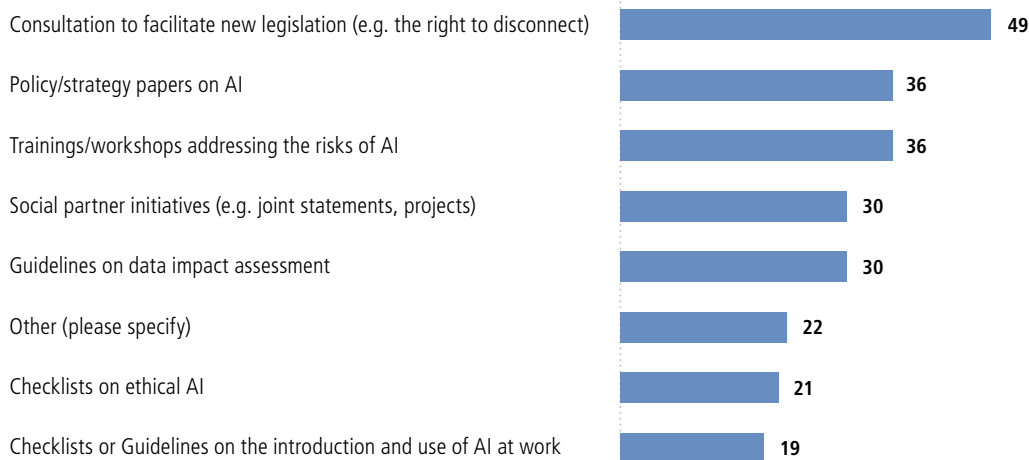 Consultation to facilitate new legislation (e.g. the right to disconnect) 49
Policy/strategy papers on AI 36
Trainings/workshops addressing the risks of AI 36
Social partner initiatives (e.g. joint statements, projects) 30
Guidelines on data impact assessment 30
Other (please specify) 22
Checklists on ethical AI 21
Checklists or Guidelines on the introduction and use of AI at work 19